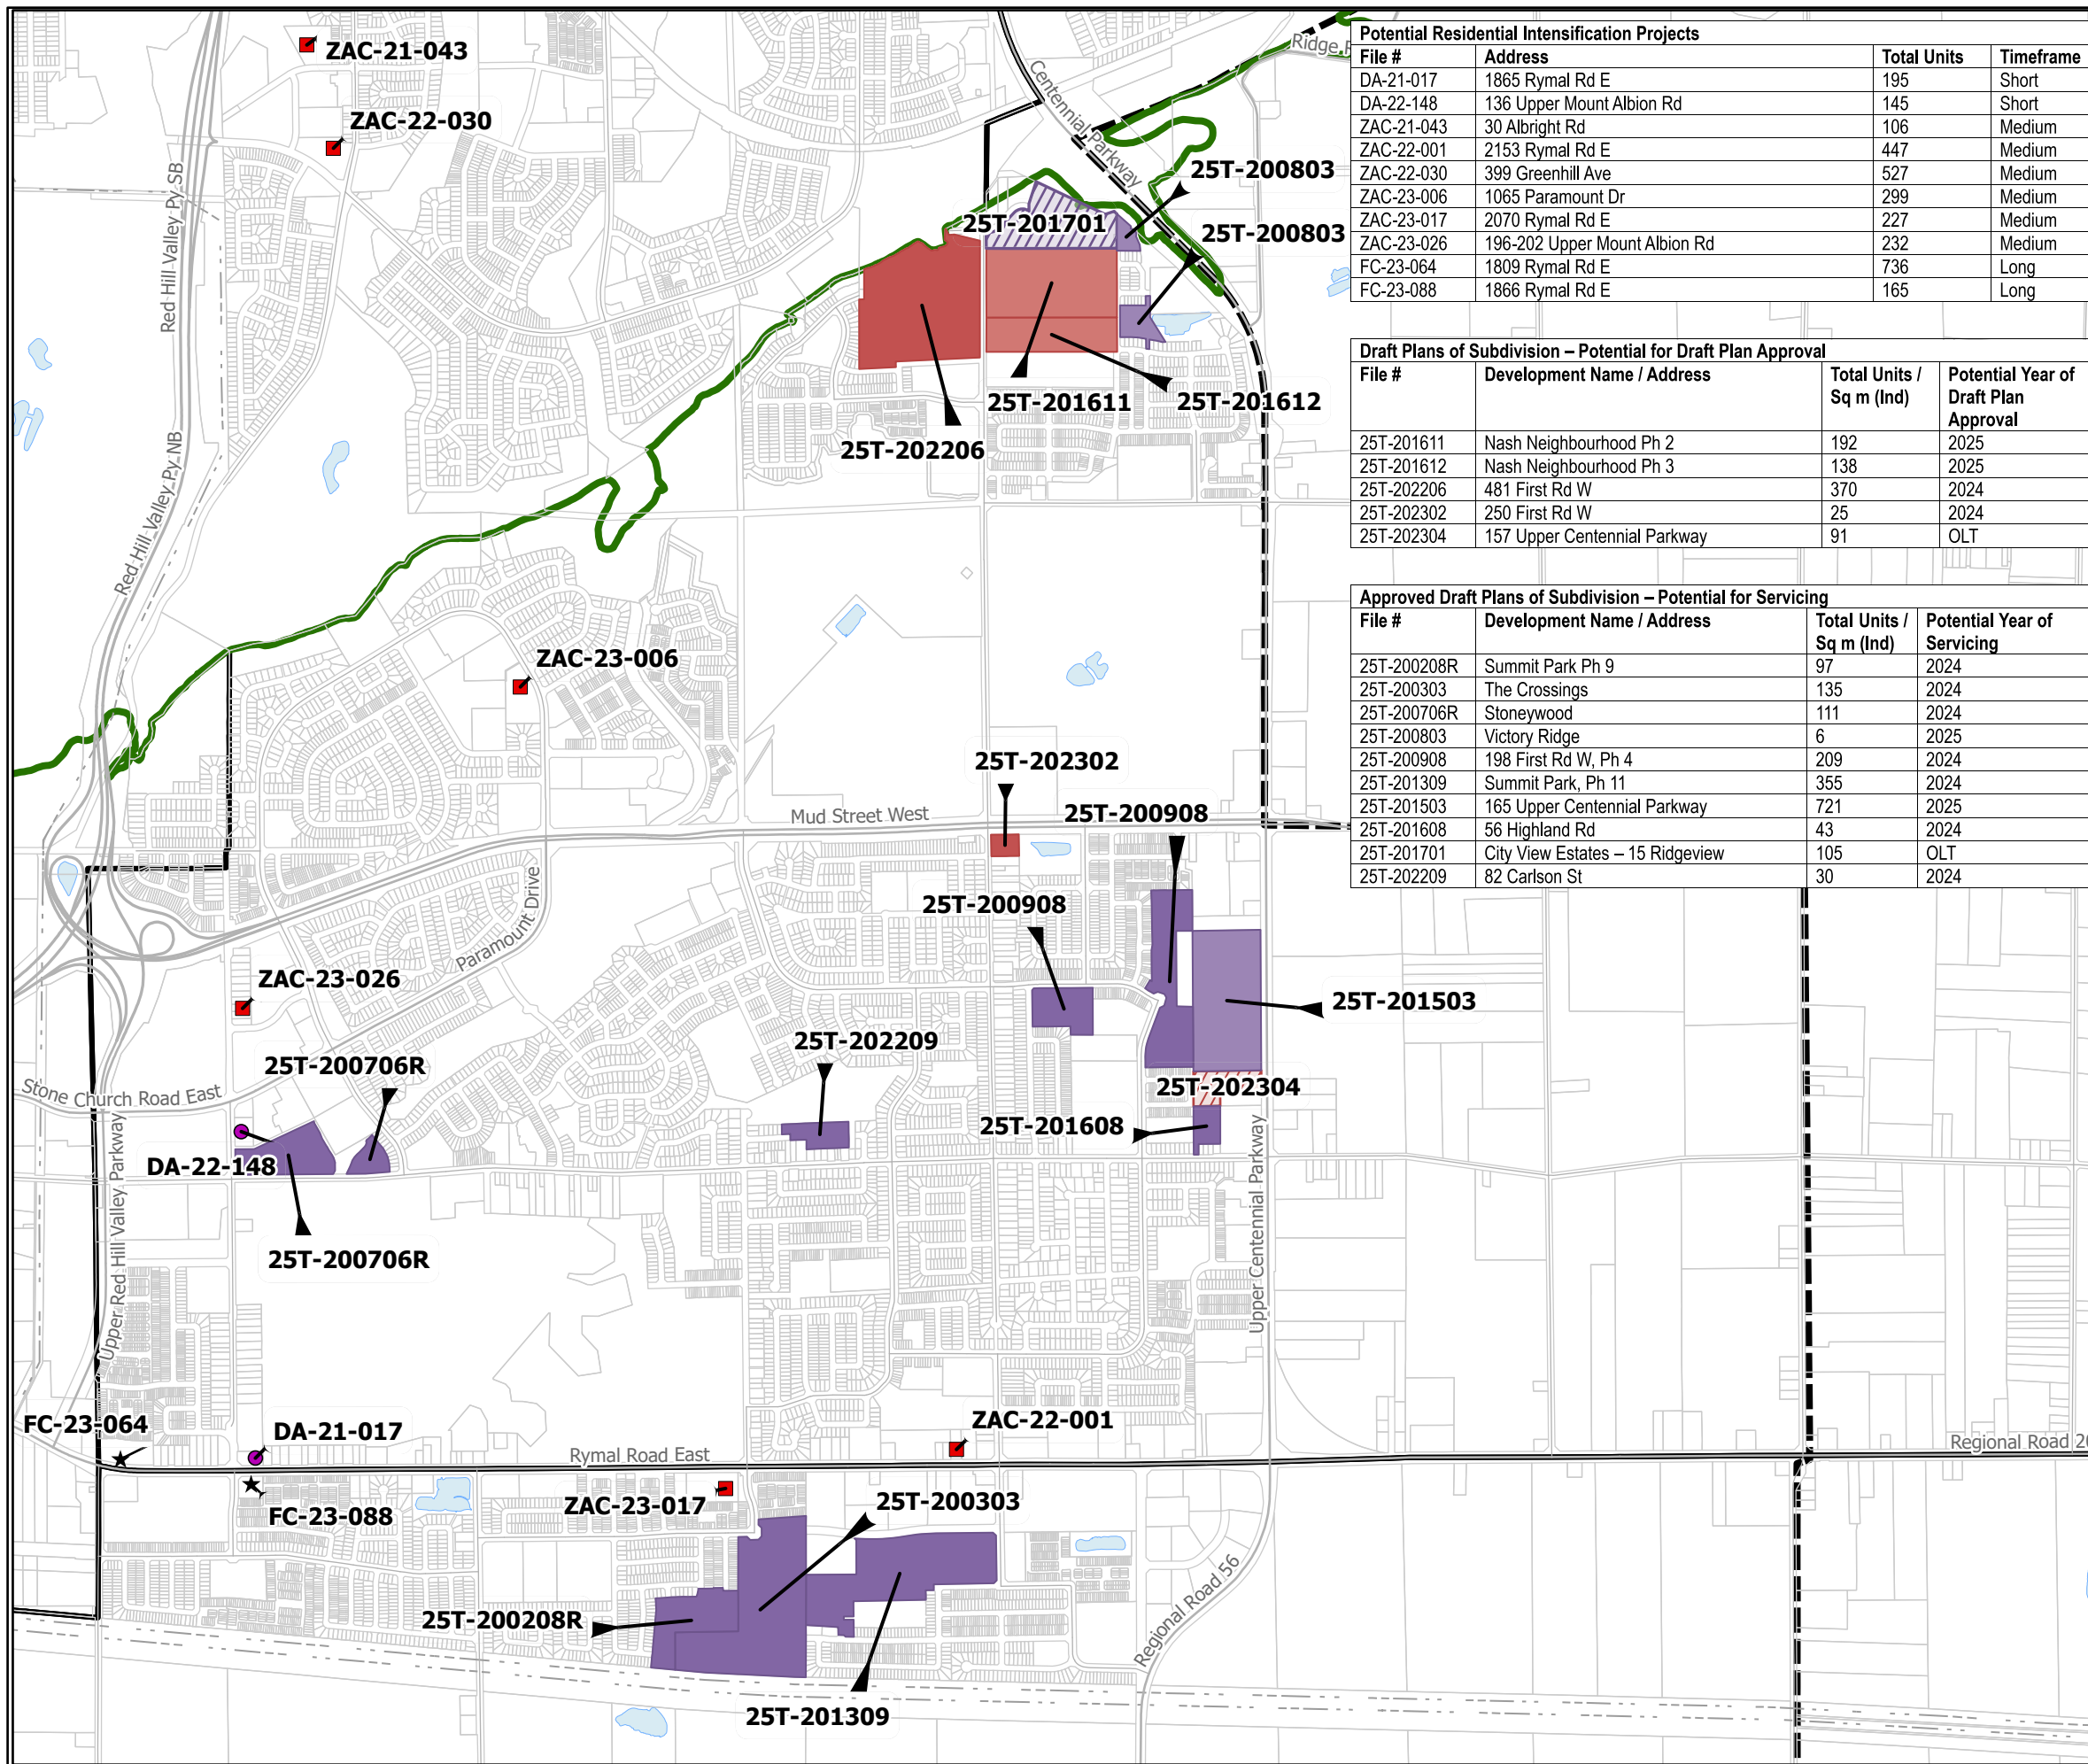 Potential Residential Intensification Projects
File # Address Total Units Timeframe
DA-21-017 1865 Rymal Rd E 195 Short
DA-22-148 136 Upper Mount Albion Rd 145 Short
ZAC-21-043 30 Albright Rd 106 Medium
ZAC-22-001 2153 Rymal Rd E 447 Medium
ZAC-22-030 399 Greenhill Ave 527 Medium
ZAC-23-006 1065 Paramount Dr 299 Medium
ZAC-23-017 2070 Rymal Rd E 227 Medium
ZAC-23-026 196-202 Upper Mount Albion Rd 232 Medium
FC-23-064 1809 Rymal Rd E 736 Long
FC-23-088 1866 Rymal Rd E 165 Long
Draft Plans of Subdivision – Potential for Draft Plan Approval
File # Development Name / Address Total Units / Sq m (Ind) Potential Year of Draft Plan Approval
25T-201611 Nash Neighbourhood Ph 2 192 2025
25T-201612 Nash Neighbourhood Ph 3 138 2025
25T-202206 481 First Rd W 370 2024
25T-202302 250 First Rd W 25 2024
25T-202304 157 Upper Centennial Parkway 91 OLT
Approved Draft Plans of Subdivision – Potential for Servicing
File # Development Name / Address Total Units / Sq m (Ind) Potential Year of Servicing
25T-200208R Summit Park Ph 9 97 2024
25T-200303 The Crossings 135 2024
25T-200706R Stoneywood 111 2024
25T-200803 Victory Ridge 6 2025
25T-200908 198 First Rd W, Ph 4 209 2024
25T-201309 Summit Park, Ph 11 355 2024
25T-201503 165 Upper Centennial Parkway 721 2025
25T-201608 56 Highland Rd 43 2024
25T-201701 City View Estates – 15 Ridgeview 105 OLT
25T-202209 82 Carlson St 30 2024
ZAC-21-043
ZAC-22-030
Ridge
Centennial Parkway
25T-200803
25T-201701
25T-200803
Red Hill Valley Py SB
25T-201611
25T-201612
25T-202206
Red Hill Valley Py NB
ZAC-23-006
25T-202302
25T-200908
Mud Street West
25T-200908
Paramount Drive
ZAC-23-026
25T-201503
25T-202209
25T-200706R
25T-202304
Stone Church Road East
25T-201608
DA-22-148
Upper Red Hill Valley Parkway
Upper Centennial Parkway
25T-200706R
FC-23-064
DA-21-017
ZAC-22-001
Rymal Road East
Regional Road 20
ZAC-23-017
25T-200303
FC-23-088
Regional Road 56
25T-200208R
25T-201309